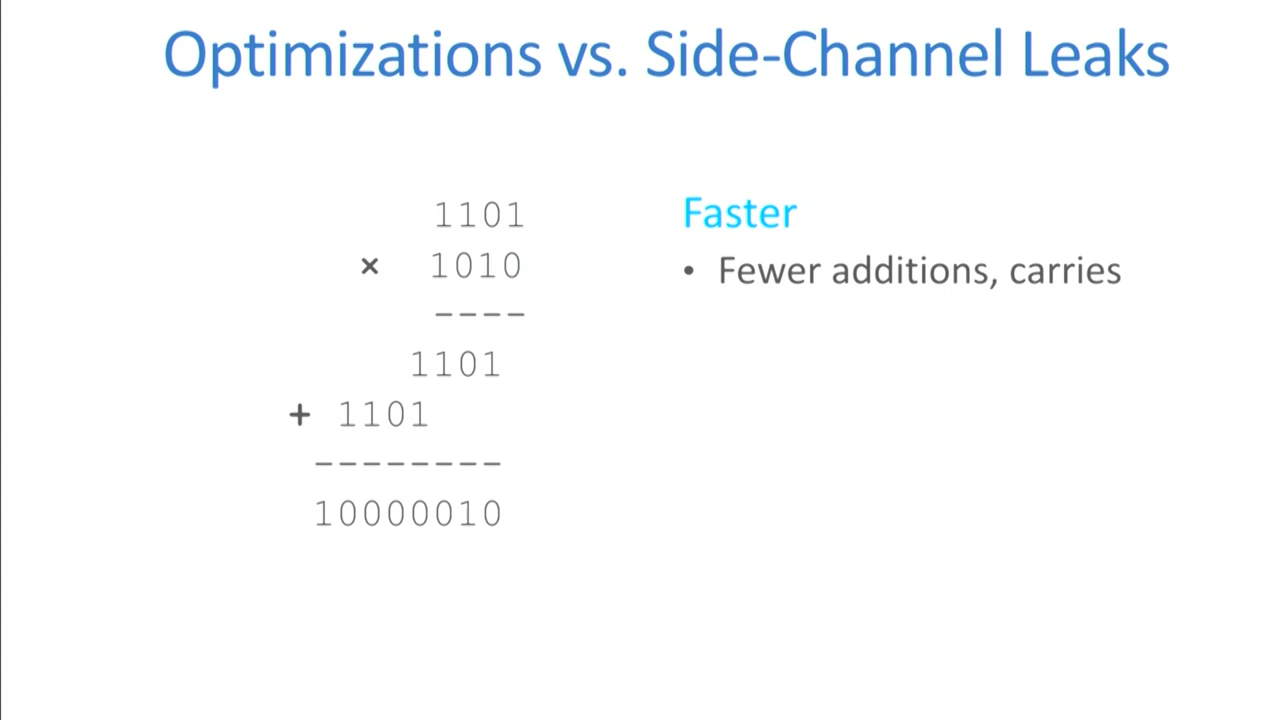 Optimizations vs. Side-Channel Leaks
1101
× 1010
----
1101
+ 1101
--------
10000010
Faster
• Fewer additions, carries